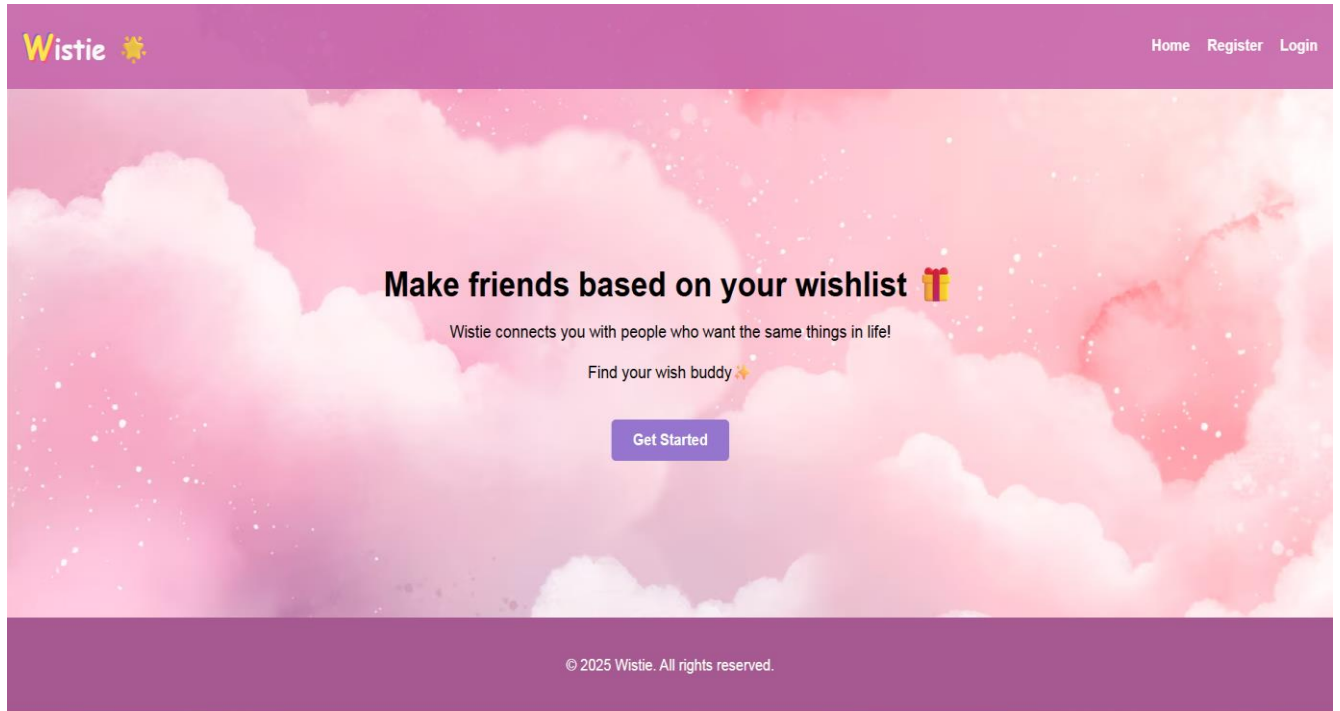 Wistie 🌟
Home Register Login
Make friends based on your wishlist 🎁
Wistie connects you with people who want the same things in life!
Find your wish buddy✨
Get Started
© 2025 Wistie. All rights reserved.